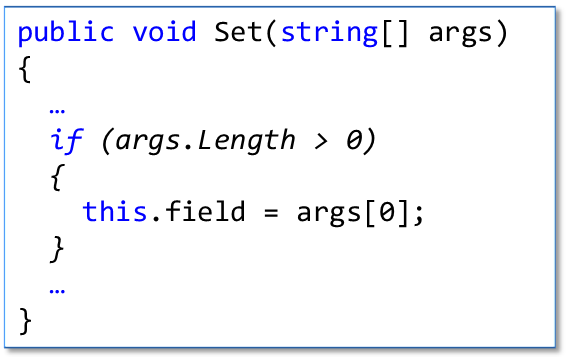 public void Set(string[] args)
{
  …
  if (args.Length > 0)
  {
    this.field = args[0];
  }
  …
}